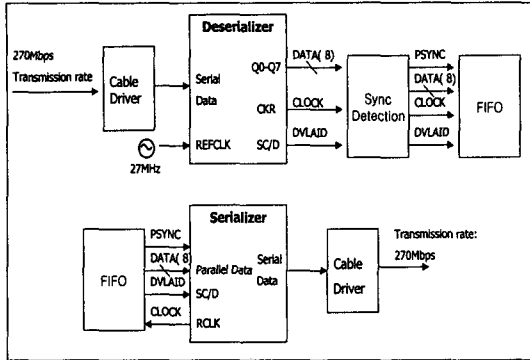 Deserializer
270Mbps
Transmission rate
Cable
Driver
Serial
Data
Q0-Q7
CKR
SC/D
REFCLK
27MHz
DATA( 8)
CLOCK
DVLAID
Sync
Detection
PSYNC
DATA( 8)
CLOCK
DVLAID
FIFO
Serializer
FIFO
PSYNC
DATA( 8)
DVLAID
CLOCK
Parallel Data
SC/D
RCLK
Serial
Data
Cable
Driver
Transmission rate:
270Mbps